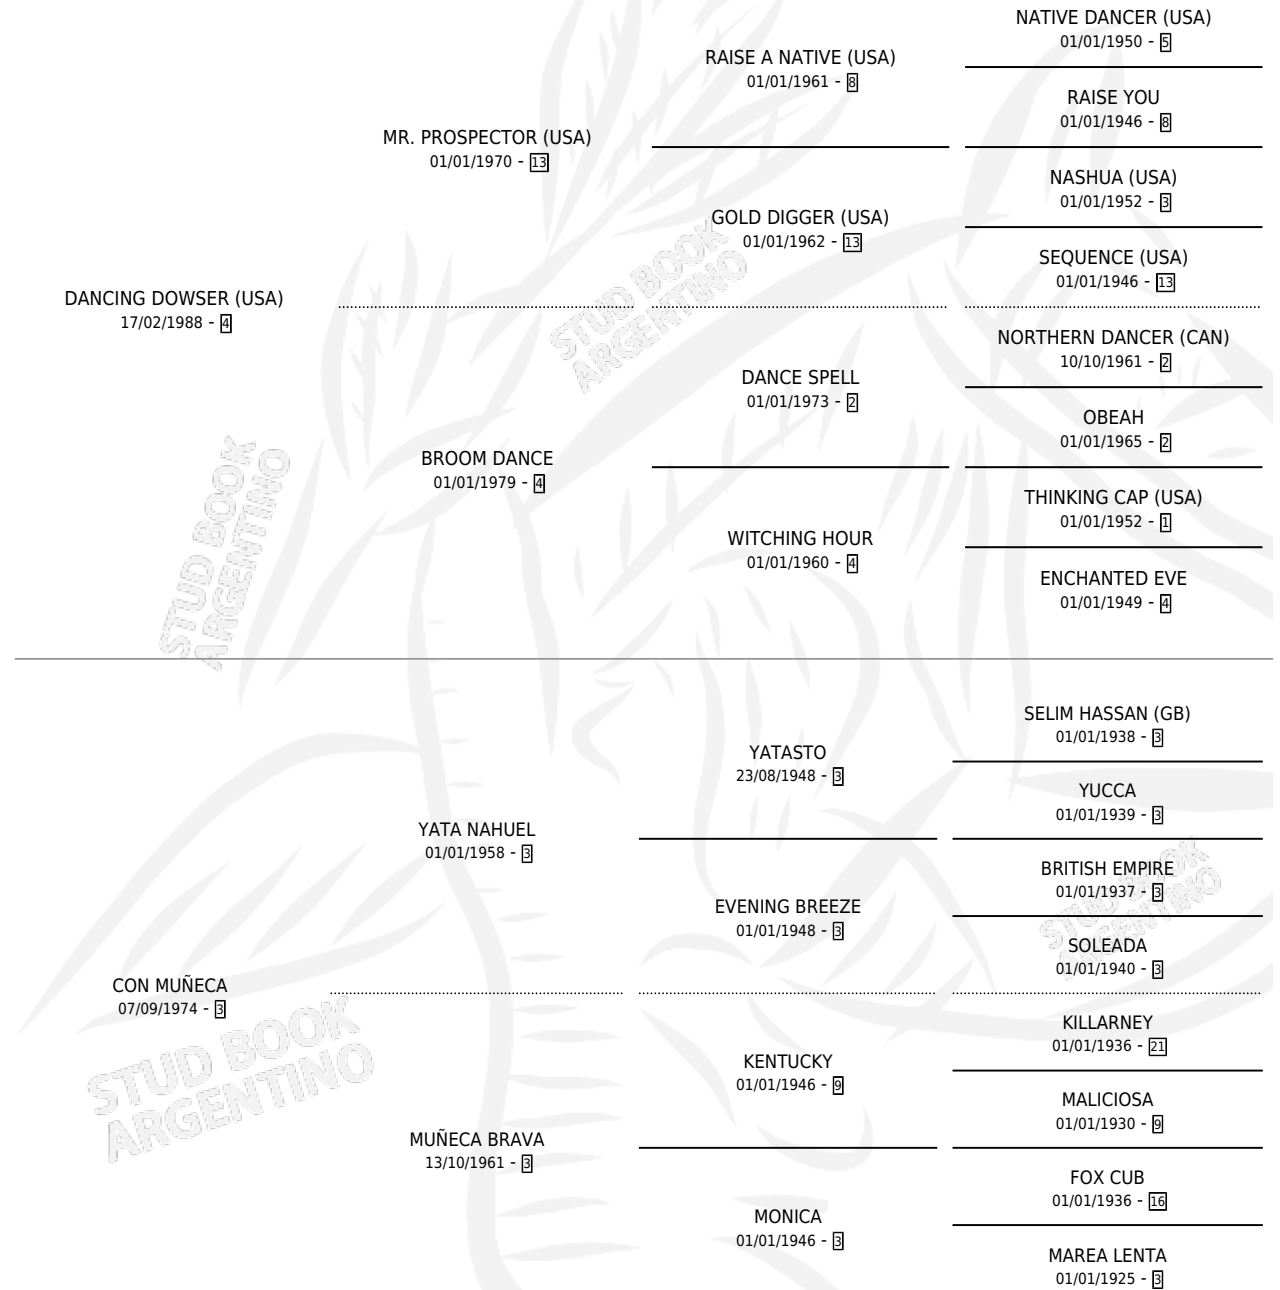 NATIVE DANCER (USA)
01/01/1950 - 5
RAISE A NATIVE (USA)
01/01/1961 - 8
RAISE YOU
01/01/1946 - 8
MR. PROSPECTOR (USA)
01/01/1970 - 13
NASHUA (USA)
01/01/1952 - 3
GOLD DIGGER (USA)
01/01/1962 - 13
SEQUENCE (USA)
01/01/1946 - 13
DANCING DOWSER (USA)
17/02/1988 - 4
NORTHERN DANCER (CAN)
10/10/1961 - 2
DANCE SPELL
01/01/1973 - 2
OBEAH
01/01/1965 - 2
BROOM DANCE
01/01/1979 - 4
THINKING CAP (USA)
01/01/1952 - 1
WITCHING HOUR
01/01/1960 - 4
ENCHANTED EVE
01/01/1949 - 4
STUD BOOK
ARGENTINO
STUD BOOK
ARGENTINO
SELIM HASSAN (GB)
01/01/1938 - 3
YATASTO
23/08/1948 - 3
YUCCA
01/01/1939 - 3
YATA NAHUEL
01/01/1958 - 3
BRITISH EMPIRE
01/01/1937 - 3
EVENING BREEZE
01/01/1948 - 3
SOLEADA
01/01/1940 - 3
CON MUÑECA
07/09/1974 - 3
KILLARNEY
01/01/1936 - 21
KENTUCKY
01/01/1946 - 9
MALICIOSA
01/01/1930 - 9
MUÑECA BRAVA
13/10/1961 - 3
FOX CUB
01/01/1936 - 16
MONICA
01/01/1946 - 3
MAREA LENTA
01/01/1925 - 3
STUD BOOK
ARGENTINO
STUD BOOK
ARGENTINO